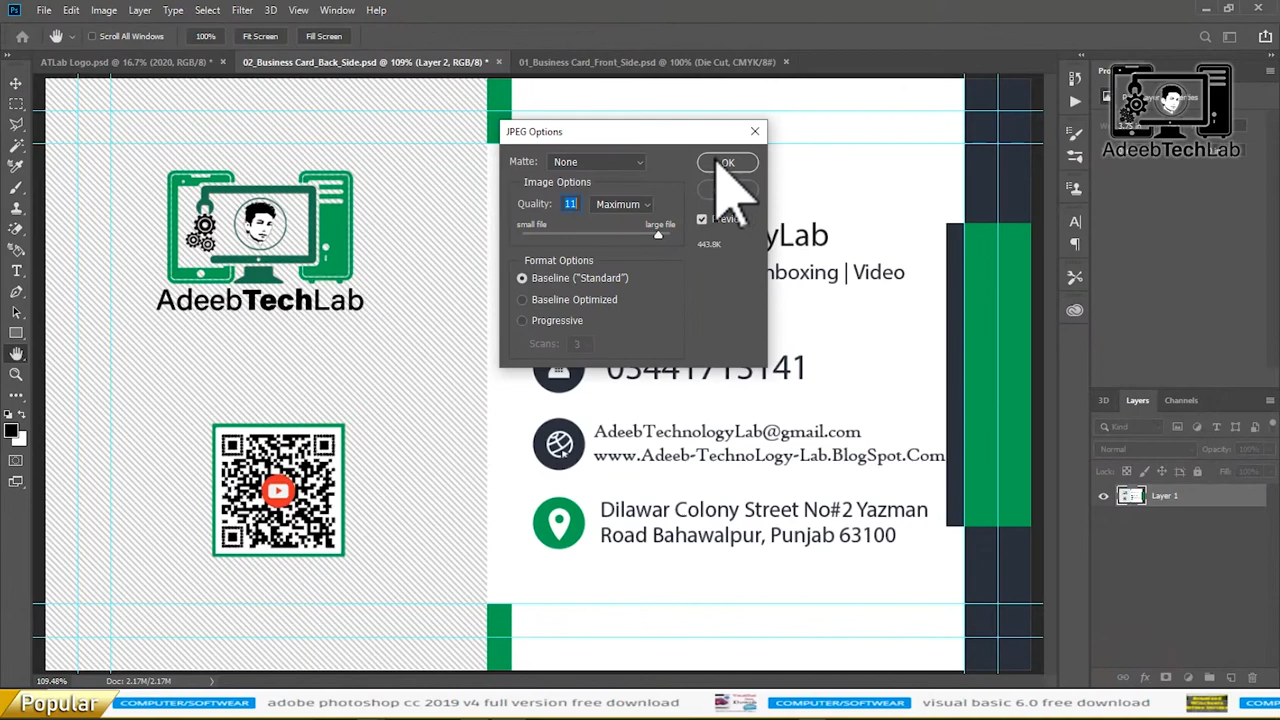 Ps File Edit Image Layer Type Select Filter 3D View Window Help
Scroll All Windows 100% Fit Screen Fill Screen
ATLab Logo.psd @ 16.7% (2020, RGB/8) * × 02_Business Card_Back_Side.psd @ 109% (Layer 2, RGB/8) * × 01_Business Card_Front_Side.psd @ 100% (Die Cut, CMYK/8#) ×
AdeebTechLab
JPEG Options
Matte: None OK
Image Options
Quality: 11 Maximum
Preview
small file large file
443.8K
Format Options
Baseline ("Standard")
Baseline Optimized
Progressive
Scans: 3
yLab
nboxing | Video
AdeebTechLab
03441713141
AdeebTechnologyLab@gmail.com
www.Adeeb-TechnoLogy-Lab.BlogSpot.Com
Dilawar Colony Street No#2 Yazman
Road Bahawalpur, Punjab 63100
3D Layers Channels
Kind
Normal Opacity: 100%
Lock: Fill: 100%
Layer 1
109.48% Doc: 2.17M/2.17M
Popular COMPUTER/SOFTWEAR adobe photoshop cc 2019 v4 full version free download COMPUTER/SOFTWEAR visual basic 6.0 free download COM